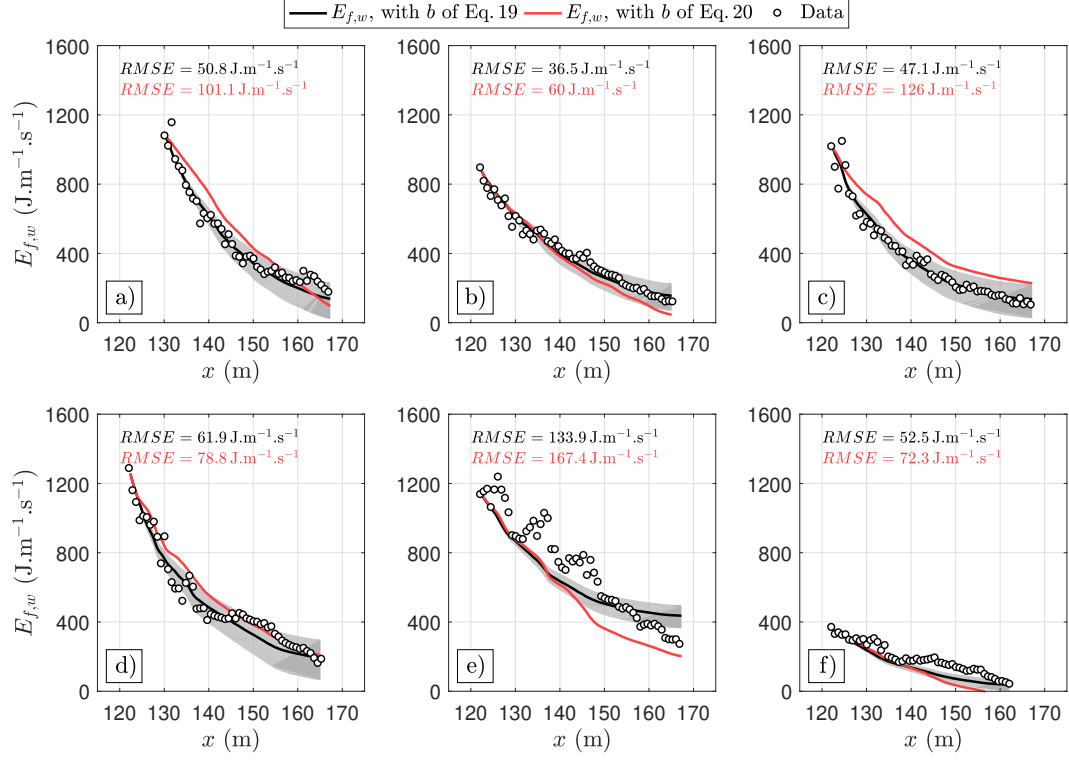 E_{f,w}, with b of Eq. 19 E_{f,w}, with b of Eq. 20 Data
RMSE = 50.8 J.m⁻¹.s⁻¹
RMSE = 101.1 J.m⁻¹.s⁻¹
a)
1600
1200
800
400
0
120 130 140 150 160 170
E_{f,w} (J.m⁻¹.s⁻¹)
x (m)
RMSE = 36.5 J.m⁻¹.s⁻¹
RMSE = 60 J.m⁻¹.s⁻¹
b)
1600
1200
800
400
0
120 130 140 150 160 170
x (m)
RMSE = 47.1 J.m⁻¹.s⁻¹
RMSE = 126 J.m⁻¹.s⁻¹
c)
1600
1200
800
400
0
120 130 140 150 160 170
x (m)
RMSE = 61.9 J.m⁻¹.s⁻¹
RMSE = 78.8 J.m⁻¹.s⁻¹
d)
1600
1200
800
400
0
120 130 140 150 160 170
E_{f,w} (J.m⁻¹.s⁻¹)
x (m)
RMSE = 133.9 J.m⁻¹.s⁻¹
RMSE = 167.4 J.m⁻¹.s⁻¹
e)
1600
1200
800
400
0
120 130 140 150 160 170
x (m)
RMSE = 52.5 J.m⁻¹.s⁻¹
RMSE = 72.3 J.m⁻¹.s⁻¹
f)
1600
1200
800
400
0
120 130 140 150 160 170
x (m)